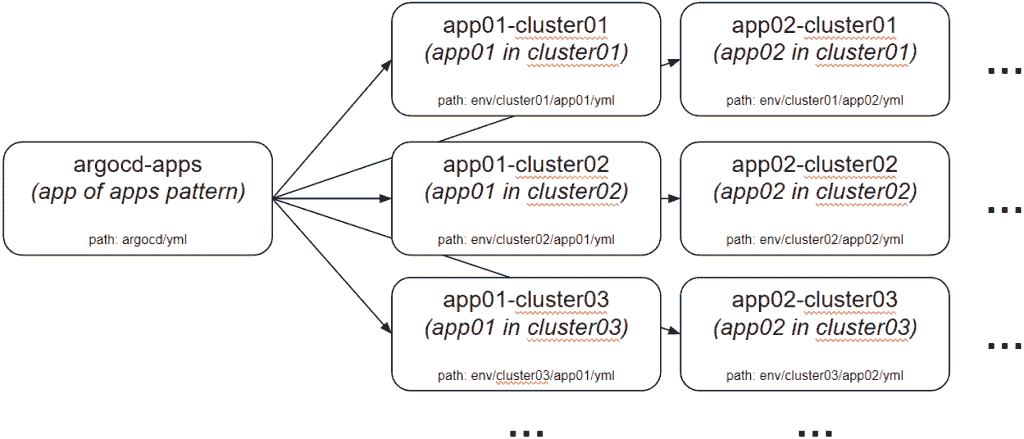 app01-cluster01
(app01 in cluster01)
path: env/cluster01/app01/yml
app02-cluster01
(app02 in cluster01)
path: env/cluster01/app02/yml
...
argocd-apps
(app of apps pattern)
path: argocd/yml
app01-cluster02
(app01 in cluster02)
path: env/cluster02/app01/yml
app02-cluster02
(app02 in cluster02)
path: env/cluster02/app02/yml
...
app01-cluster03
(app01 in cluster03)
path: env/cluster03/app01/yml
app02-cluster03
(app02 in cluster03)
path: env/cluster03/app02/yml
...
...
...